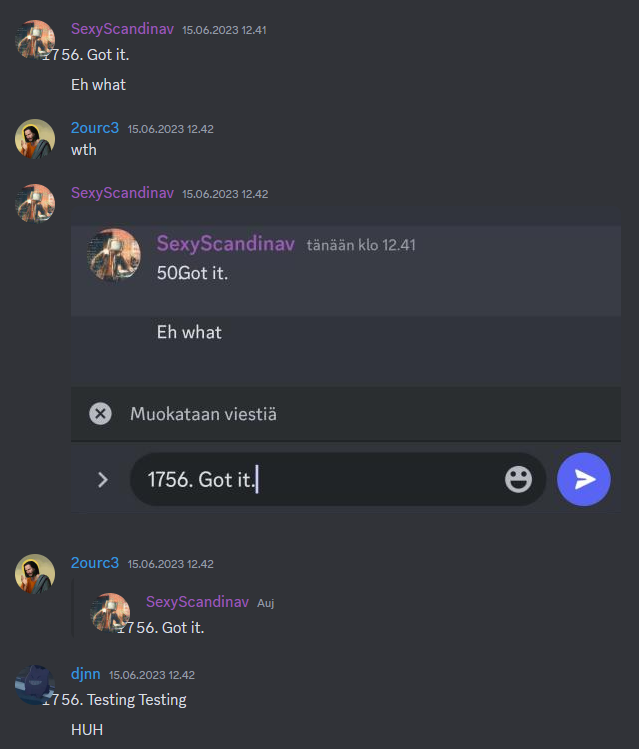 SexyScandinav 15.06.2023 12.41
1756. Got it.
Eh what
2ourc3 15.06.2023 12.42
wth
SexyScandinav 15.06.2023 12.42
SexyScandinav tänään klo 12.41
50Got it.
Eh what
Muokataan viestiä
1756. Got it.
2ourc3 15.06.2023 12.42
SexyScandinav Auj
1756. Got it.
djnn 15.06.2023 12.42
1756. Testing Testing
HUH